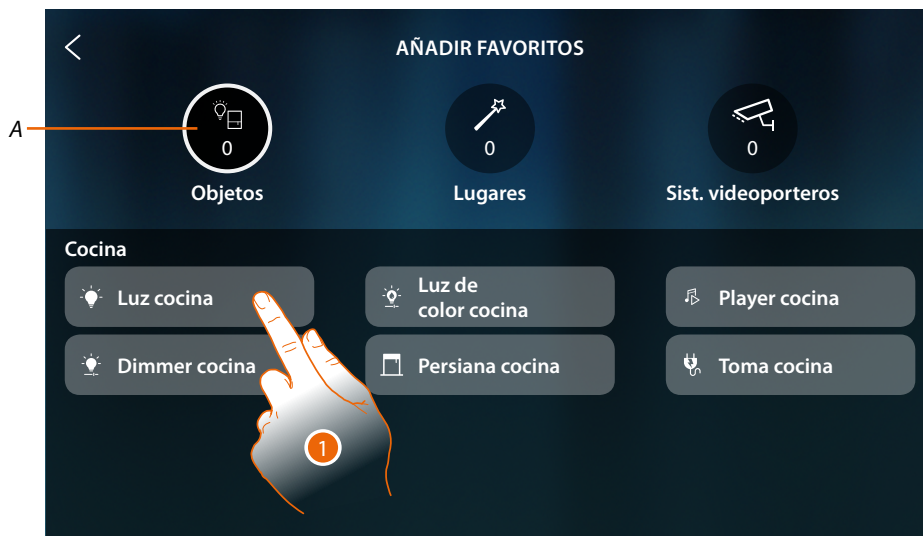 AÑADIR FAVORITOS
A
0
0
0
Objetos
Lugares
Sist. videoporteros
Cocina
Luz cocina
Luz de
color cocina
Player cocina
Dimmer cocina
Persiana cocina
Toma cocina
1